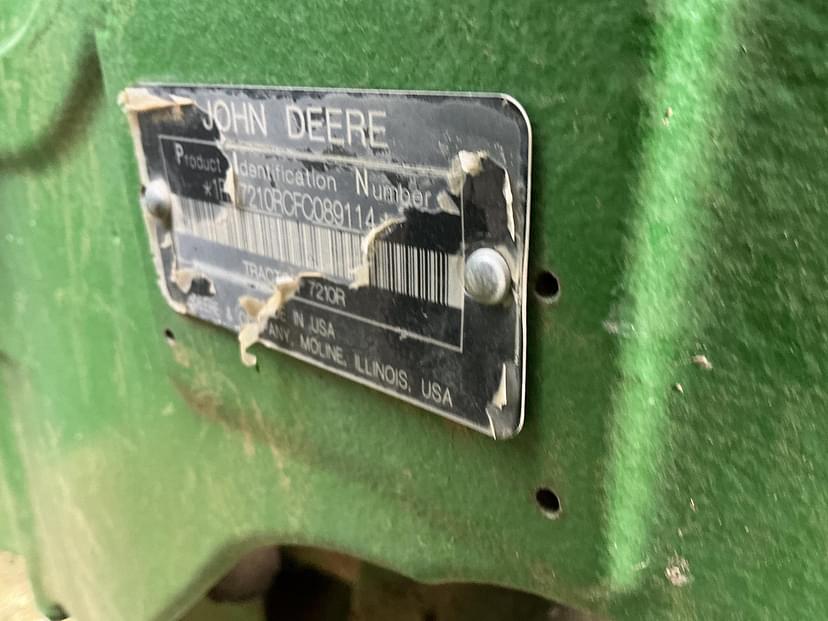 JOHN DEERE
Product Identification Number
7210RCFC089114
7210R
IN USA
MOLINE, ILLINOIS, USA